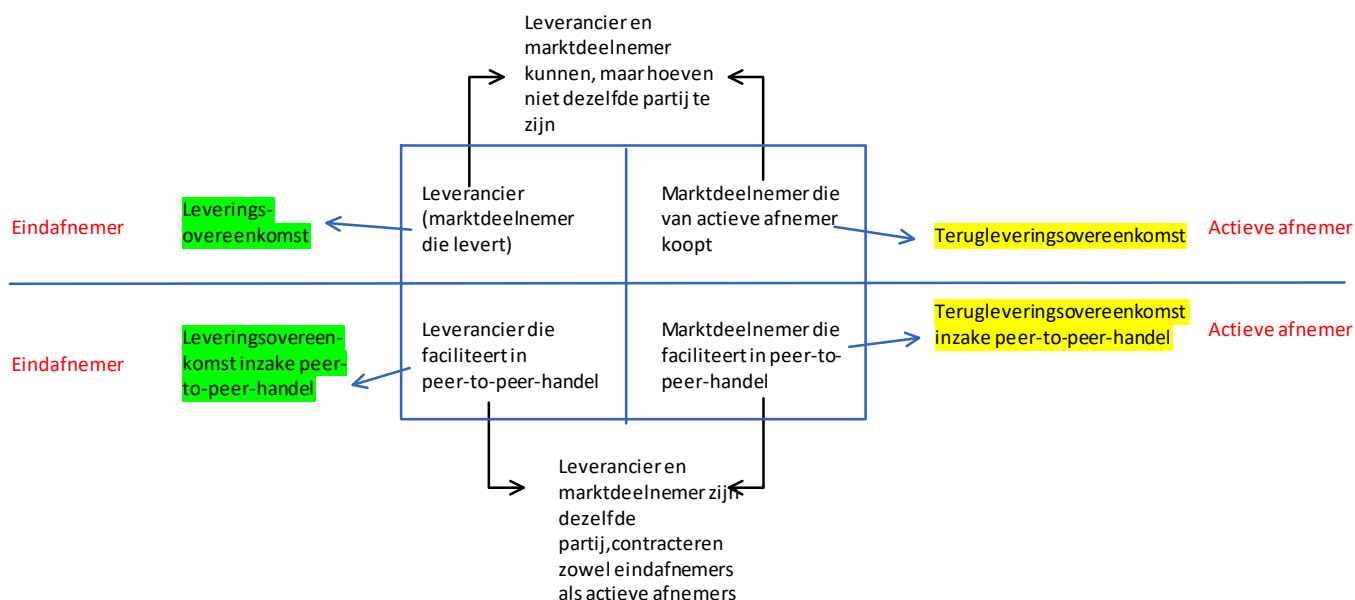 Leverancier en
marktdeelnemer
kunnen, maar hoeven
niet dezelfde partij te
zijn
Eindafnemer
Leverings-
overeenkomst
Leverancier
(marktdeelnemer
die levert)
Marktdeelnemer die
van actieve afnemer
koopt
Terugleveringsovereenkomst
Actieve afnemer
Eindafnemer
Leveringsovereen-
komst inzake peer-
to-peer-handel
Leverancier die
faciliteert in
peer-to-peer-handel
Marktdeelnemer die
faciliteert in peer-to-
peer-handel
Terugleveringsovereenkomst
inzake peer-to-peer-handel
Actieve afnemer
Leverancier en
marktdeelnemer zijn
dezelfde
partij,contracteren
zowel eindafnemers
als actieve afnemers